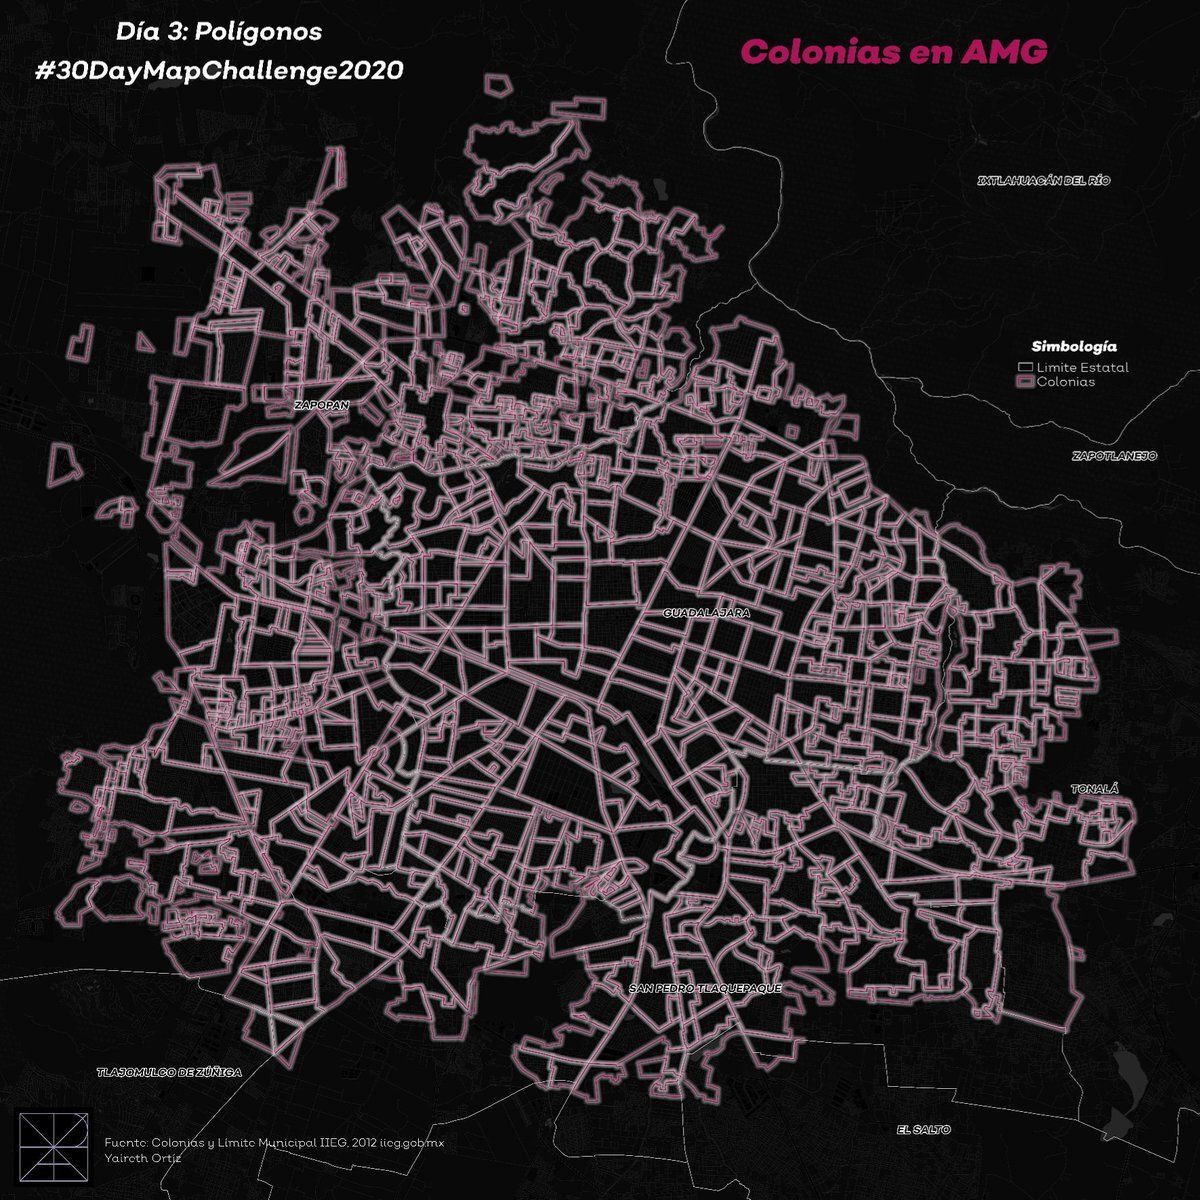 Día 3: Polígonos
#30DayMapChallenge2020
Colonias en AMG
IXTLAHUACÁN DEL RÍO
Simbología
Limite Estatal
Colonias
ZAPOPAN
ZAPOTLANEJO
GUADALAJARA
TONALÁ
SAN PEDRO TLAQUEPAQUE
TLAJOMULCO DE ZÚÑIGA
EL SALTO
Fuente: Colonias y Límite Municipal IIEG, 2012 iieg.gob.mx
Yaireth Ortíz